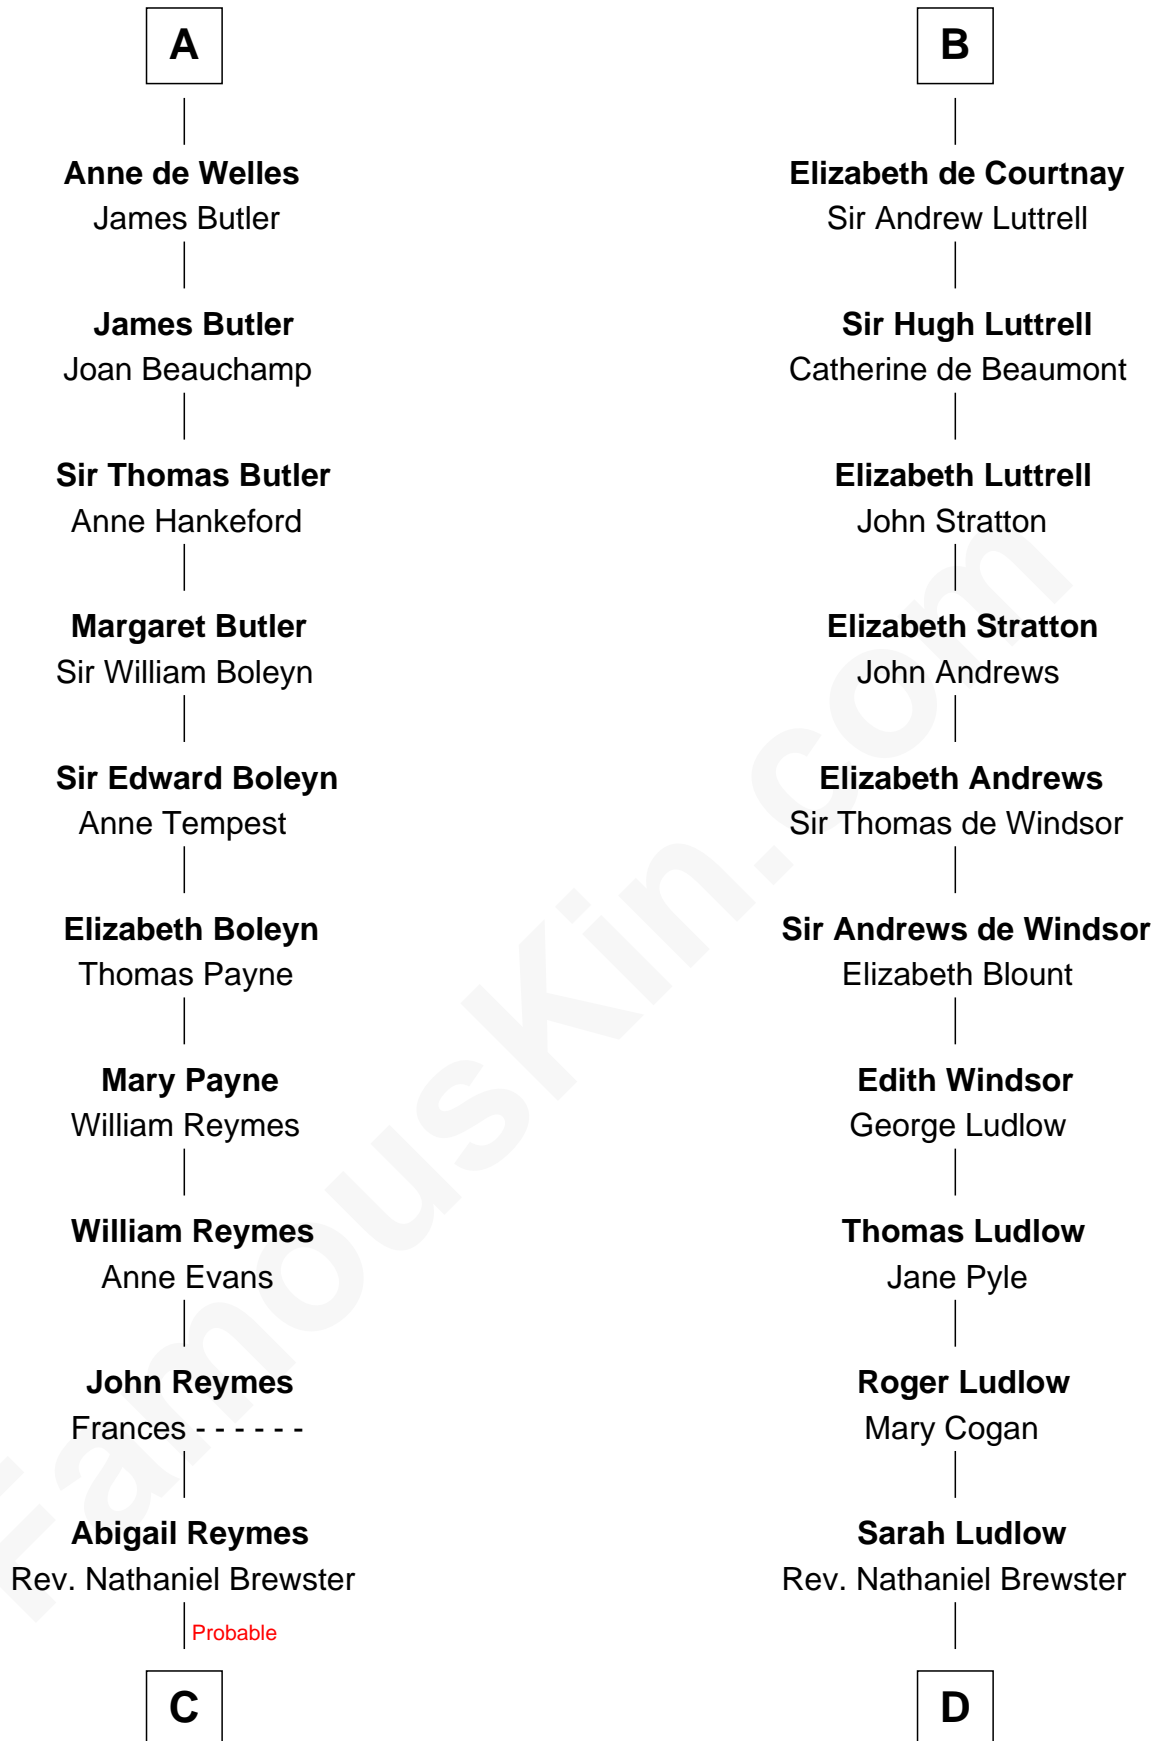 A
Anne de Welles
James Butler
James Butler
Joan Beauchamp
Sir Thomas Butler
Anne Hankeford
Margaret Butler
Sir William Boleyn
Sir Edward Boleyn
Anne Tempest
Elizabeth Boleyn
Thomas Payne
Mary Payne
William Reymes
William Reymes
Anne Evans
John Reymes
Frances - - - - - -
Abigail Reymes
Rev. Nathaniel Brewster
Probable
C
B
Elizabeth de Courtnay
Sir Andrew Luttrell
Sir Hugh Luttrell
Catherine de Beaumont
Elizabeth Luttrell
John Stratton
Elizabeth Stratton
John Andrews
Elizabeth Andrews
Sir Thomas de Windsor
Sir Andrews de Windsor
Elizabeth Blount
Edith Windsor
George Ludlow
Thomas Ludlow
Jane Pyle
Roger Ludlow
Mary Cogan
Sarah Ludlow
Rev. Nathaniel Brewster
D
FamousKin.com